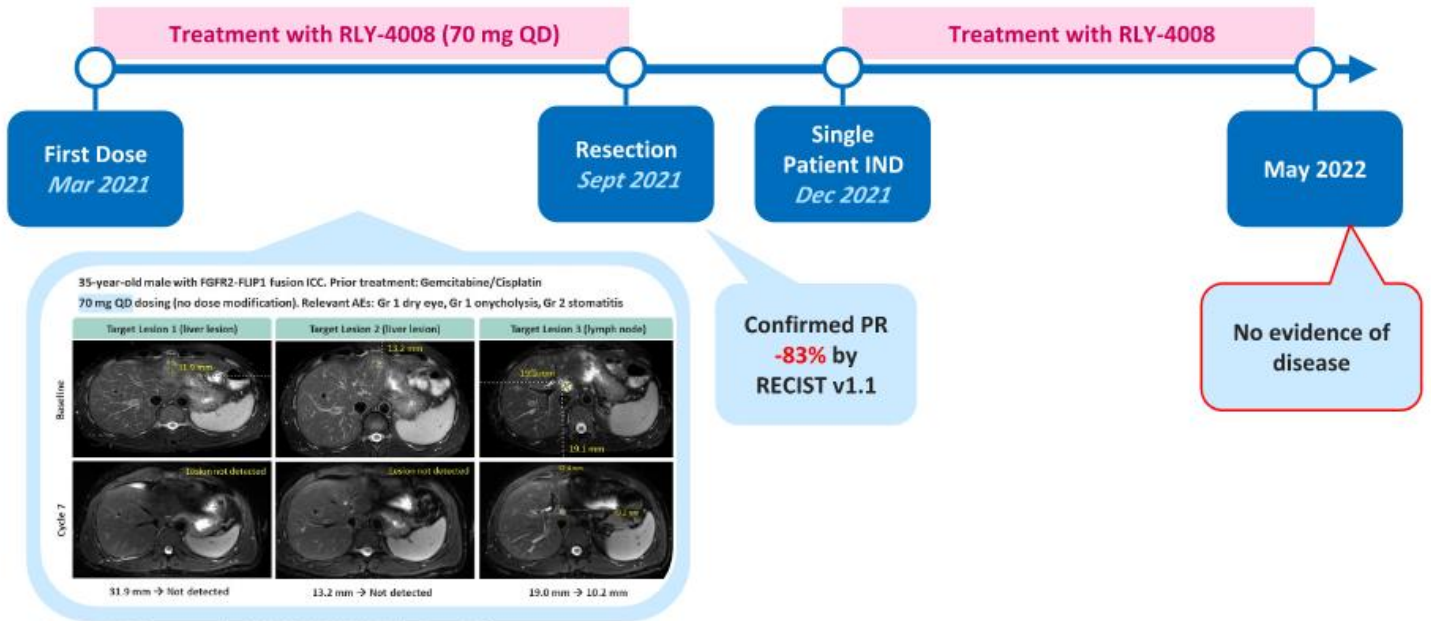 Treatment with RLY-4008 (70 mg QD)
Treatment with RLY-4008
First Dose
Mar 2021
Resection
Sept 2021
Single
Patient IND
Dec 2021
May 2022
35-year-old male with FGFR2-FLIP1 fusion ICC. Prior treatment: Gemcitabine/Cisplatin
70 mg QD dosing (no dose modification). Relevant AEs: Gr 1 dry eye, Gr 1 onycholysis, Gr 2 stomatitis
Target Lesion 1 (liver lesion)
Target Lesion 2 (liver lesion)
Target Lesion 3 (lymph node)
Baseline
31.9 mm
13.2 mm
19.1 mm
Cycle 7
Lesion not detected
Lesion not detected
31.9 mm → Not detected
13.2 mm → Not detected
19.0 mm → 10.2 mm
Confirmed PR
-83% by
RECIST v1.1
No evidence of
disease